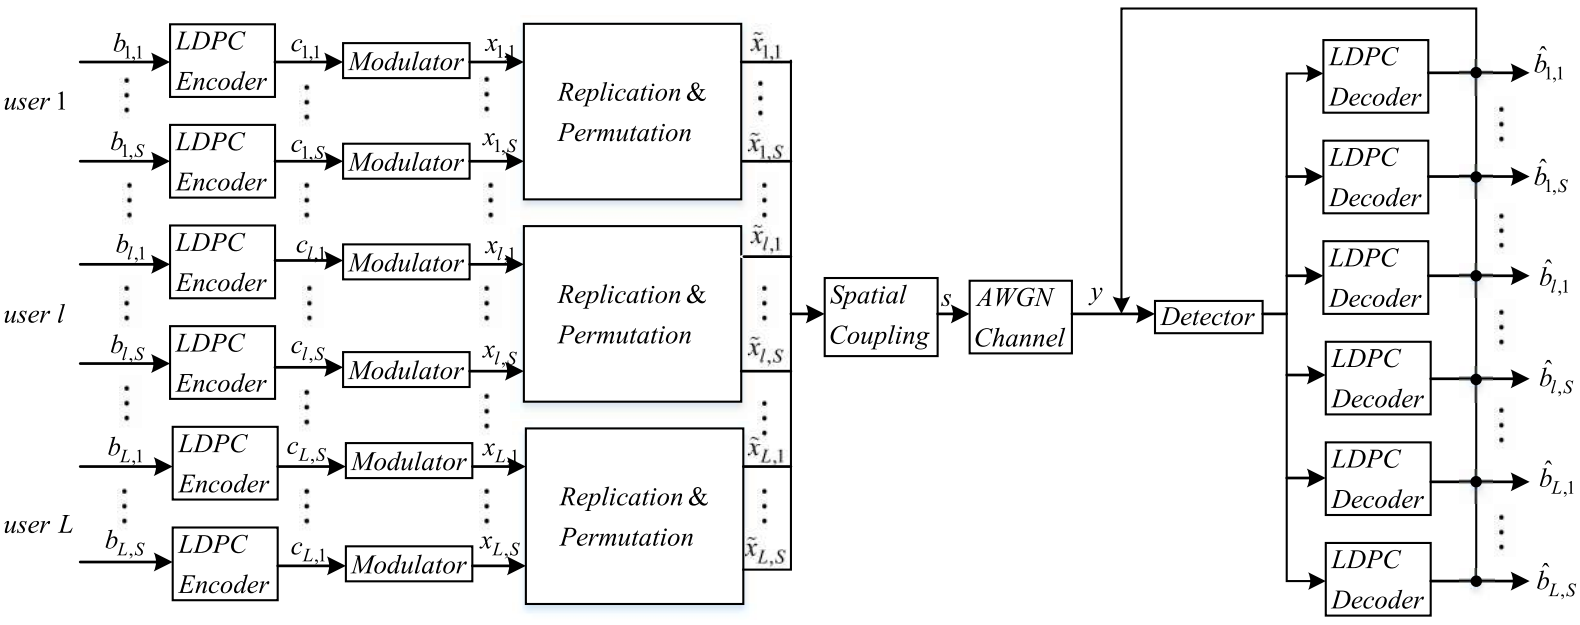 user 1
b1,1
LDPC
Encoder
c1,1
Modulator
x1,1
b1,S
LDPC
Encoder
c1,S
Modulator
x1,S
Replication &
Permutation
x̃1,1
x̃1,S
user l
bl,1
LDPC
Encoder
cl,1
Modulator
xl,1
bl,S
LDPC
Encoder
cl,S
Modulator
xl,S
Replication &
Permutation
x̃l,1
x̃l,S
user L
bL,1
LDPC
Encoder
cL,S
Modulator
xL,1
bL,S
LDPC
Encoder
cL,1
Modulator
xL,S
Replication &
Permutation
x̃L,1
x̃L,S
Spatial
Coupling
s
AWGN
Channel
y
Detector
LDPC
Decoder
b̂1,1
LDPC
Decoder
b̂1,S
LDPC
Decoder
b̂l,1
LDPC
Decoder
b̂l,S
LDPC
Decoder
b̂L,1
LDPC
Decoder
b̂L,S